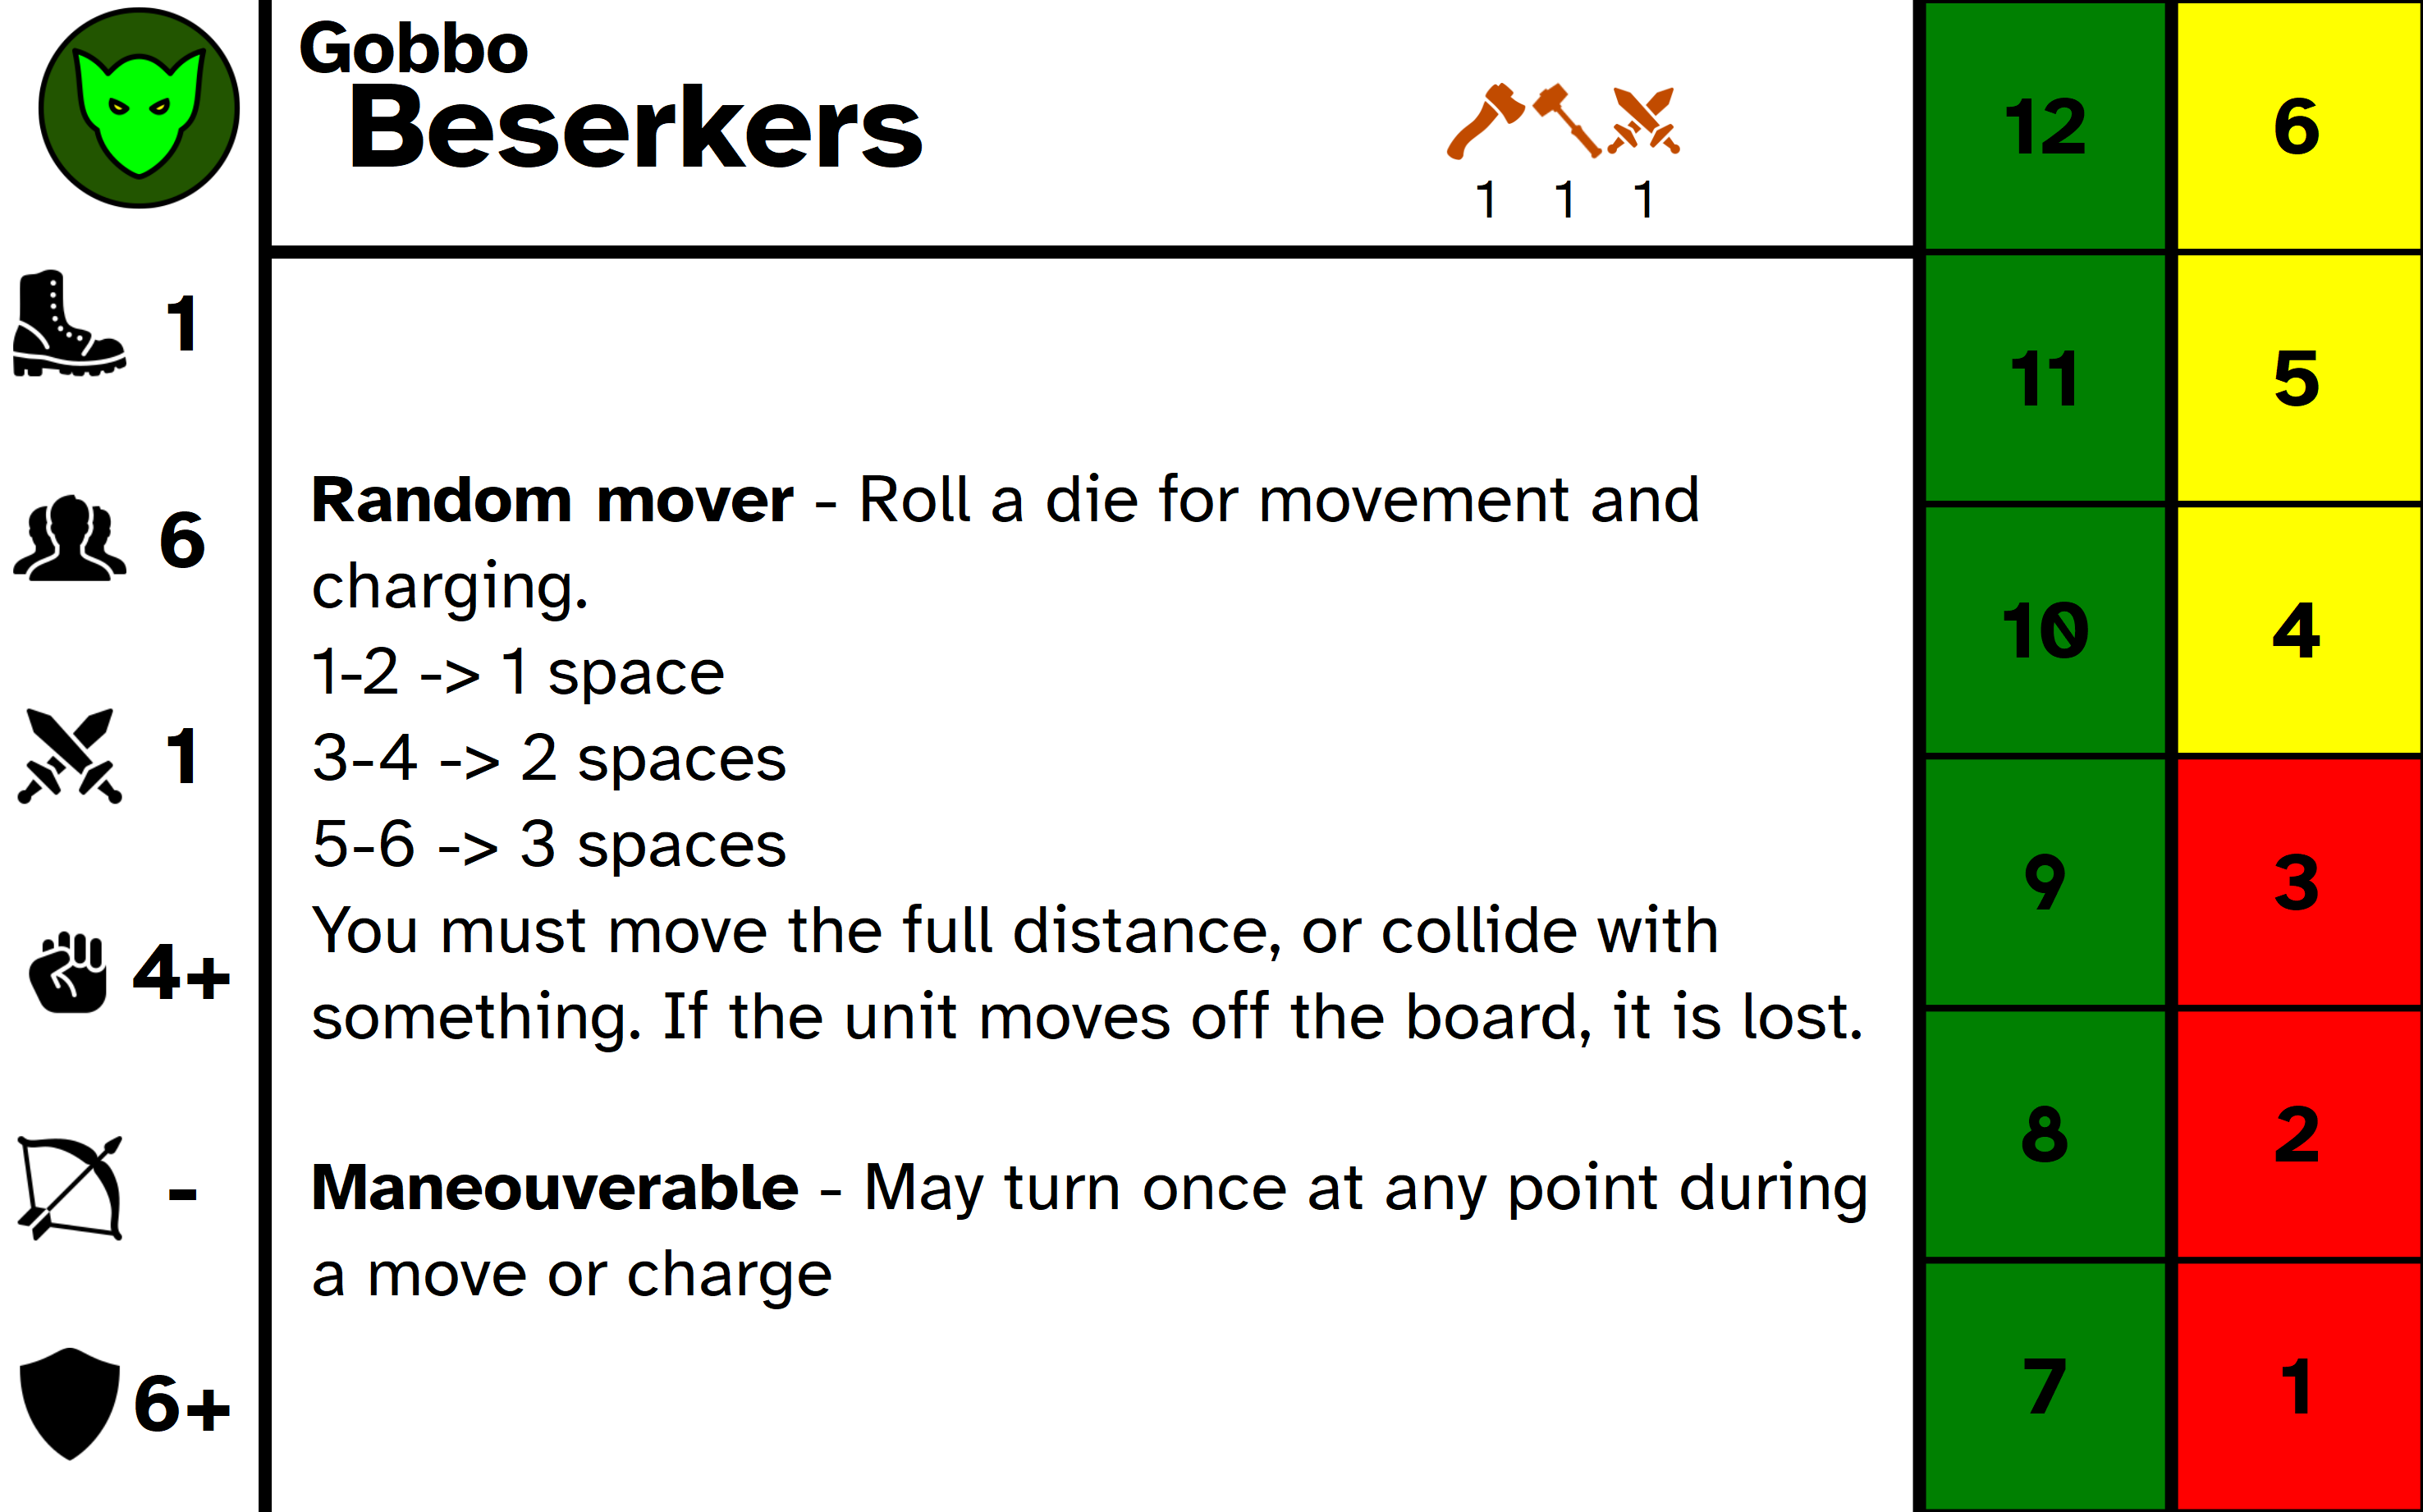 Gobbo
Beserkers
1 1 1
1
6
1
4+
-
6+
Random mover - Roll a die for movement and
charging.
1-2 -> 1 space
3-4 -> 2 spaces
5-6 -> 3 spaces
You must move the full distance, or collide with
something. If the unit moves off the board, it is lost.
Maneouverable - May turn once at any point during
a move or charge
12 6
11 5
10 4
9 3
8 2
7 1